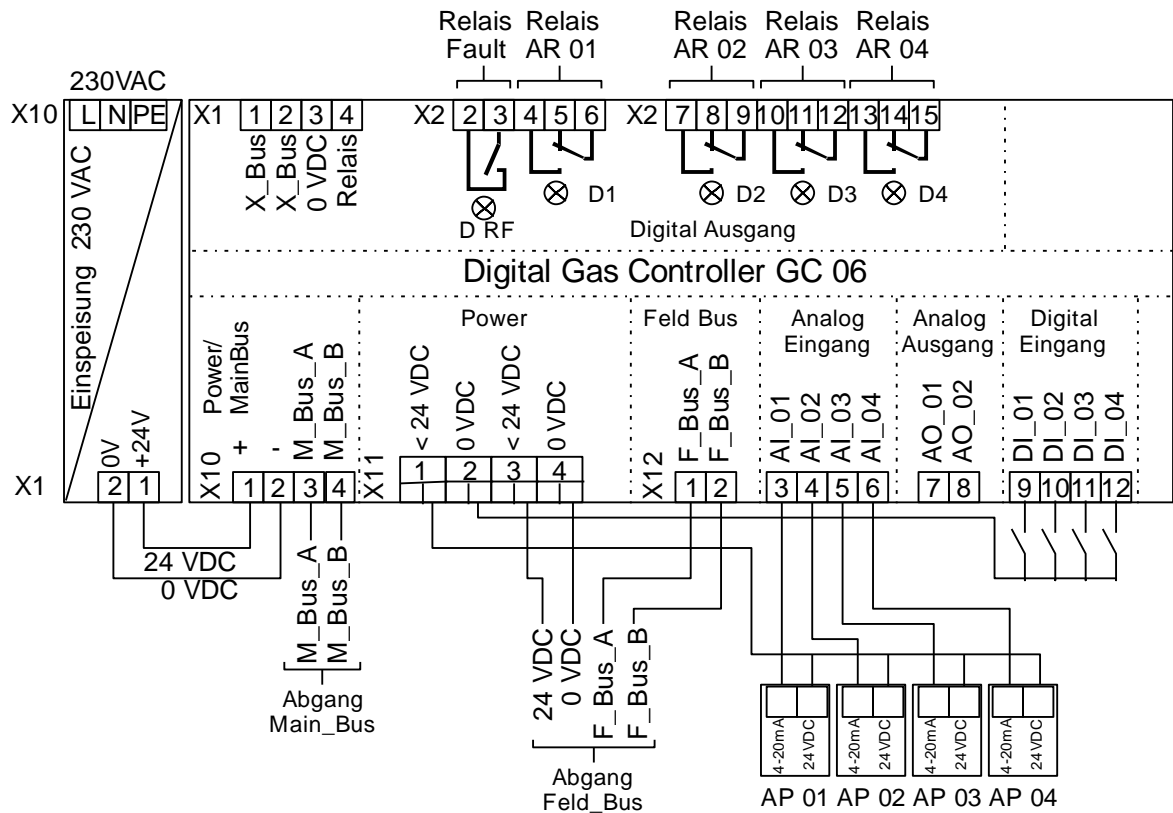 Relais Fault
Relais AR 01
Relais AR 02
Relais AR 03
Relais AR 04
230VAC
X10 L N PE
X1 1 2 3 4
X2 2 3 4 5 6
X2 7 8 9 10 11 12 13 14 15
X_Bus
X_Bus
0 VDC
Relais
D RF
D1
D2
D3
D4
Digital Ausgang
Einspeisung 230 VAC
Digital Gas Controller GC 06
Power/
MainBus
Power
Feld Bus
Analog
Eingang
Analog
Ausgang
Digital
Eingang
0V
+24V
+
-
M_Bus_A
M_Bus_B
< 24 VDC
0 VDC
< 24 VDC
0 VDC
F_Bus_A
F_Bus_B
AI_01
AI_02
AI_03
AI_04
AO_01
AO_02
DI_01
DI_02
DI_03
DI_04
X1 2 1
X10 1 2 3 4
X11 1 2 3 4
X12 1 2
3 4 5 6
7 8
9 10 11 12
24 VDC
0 VDC
M_Bus_A
M_Bus_B
Abgang
Main_Bus
24 VDC
0 VDC
F_Bus_A
F_Bus_B
Abgang
Feld_Bus
4-20mA
24VDC
4-20mA
24VDC
4-20mA
24VDC
4-20mA
24VDC
AP 01 AP 02 AP 03 AP 04